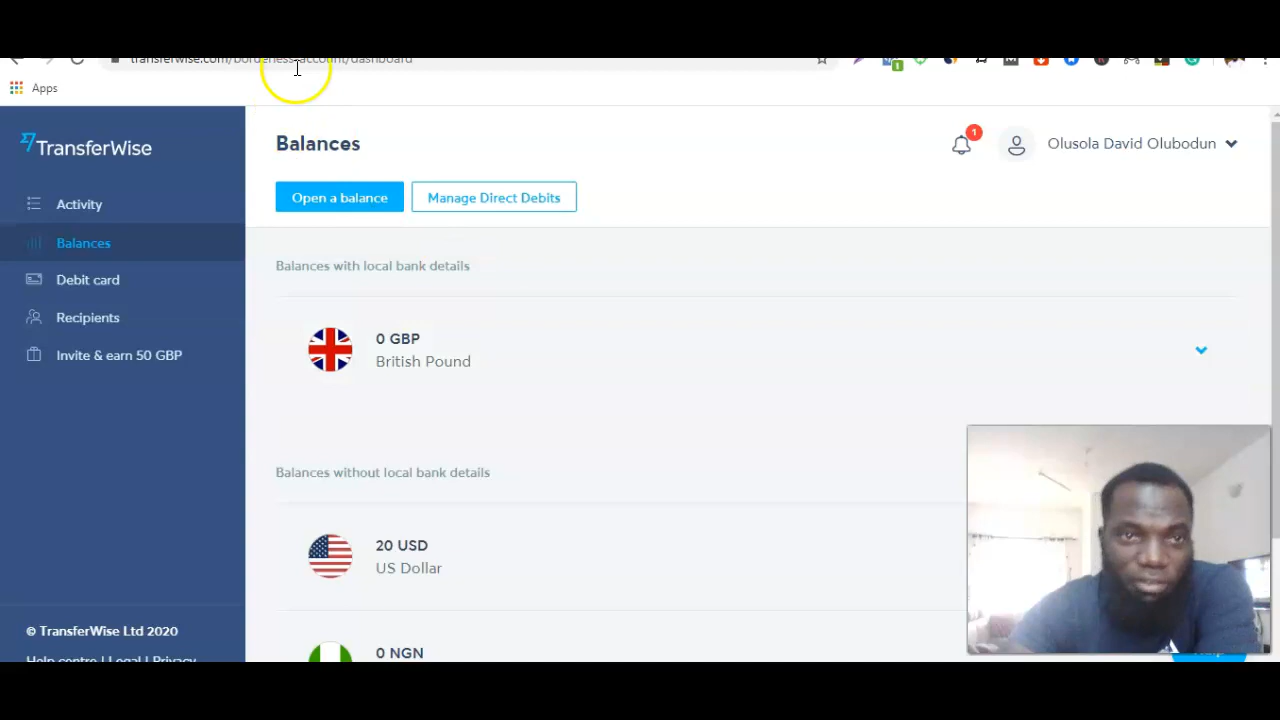 transferwise.com/borderless-account/dashboard
Apps
TransferWise
Balances
1
Olusola David Olubodun
Open a balance
Manage Direct Debits
Activity
Balances
Debit card
Recipients
Invite & earn 50 GBP
Balances with local bank details
0 GBP
British Pound
Balances without local bank details
20 USD
US Dollar
0 NGN
© TransferWise Ltd 2020
Help centre | Legal | Privacy